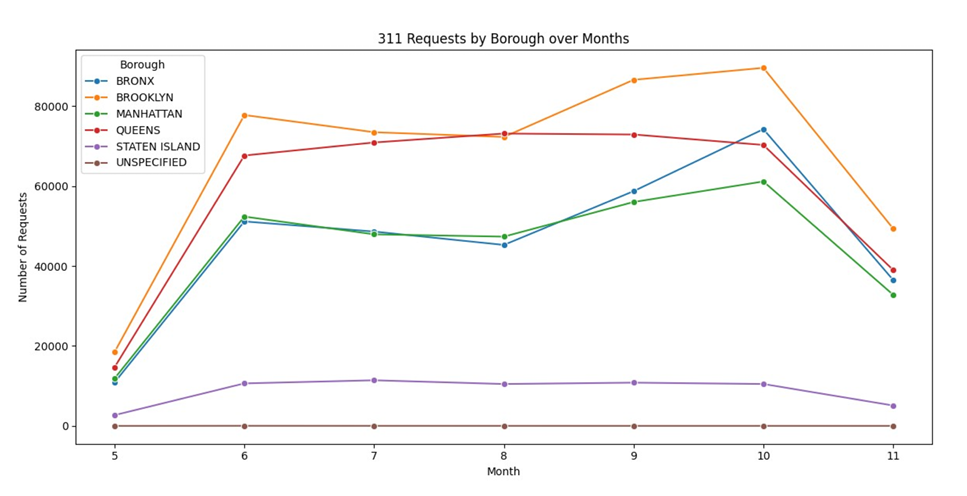 311 Requests by Borough over Months
Borough
BRONX
BROOKLYN
MANHATTAN
QUEENS
STATEN ISLAND
UNSPECIFIED
Number of Requests
80000
60000
40000
20000
0
5 6 7 8 9 10 11
Month